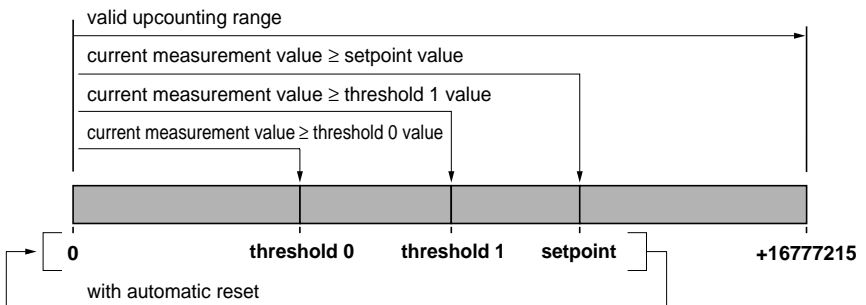 valid upcounting range
current measurement value ≥ setpoint value
current measurement value ≥ threshold 1 value
current measurement value ≥ threshold 0 value
0 threshold 0 threshold 1 setpoint +16777215
with automatic reset